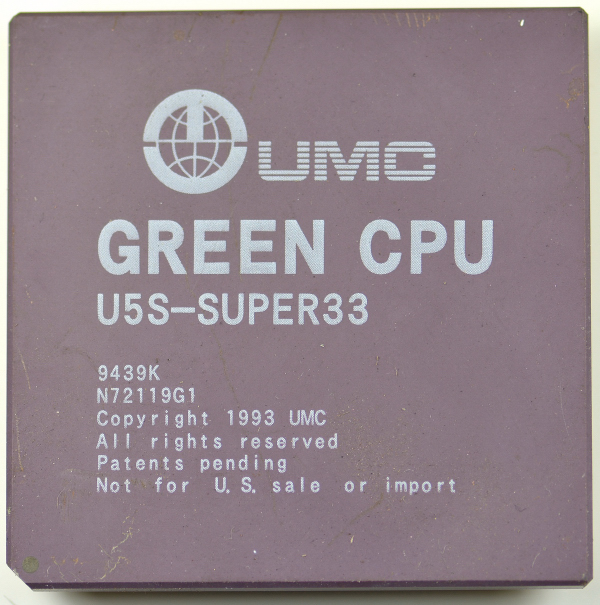 UMC
GREEN CPU
U5S-SUPER33
9439K
N72119G1
Copyright 1993 UMC
All rights reserved
Patents pending
Not for U.S. sale or import